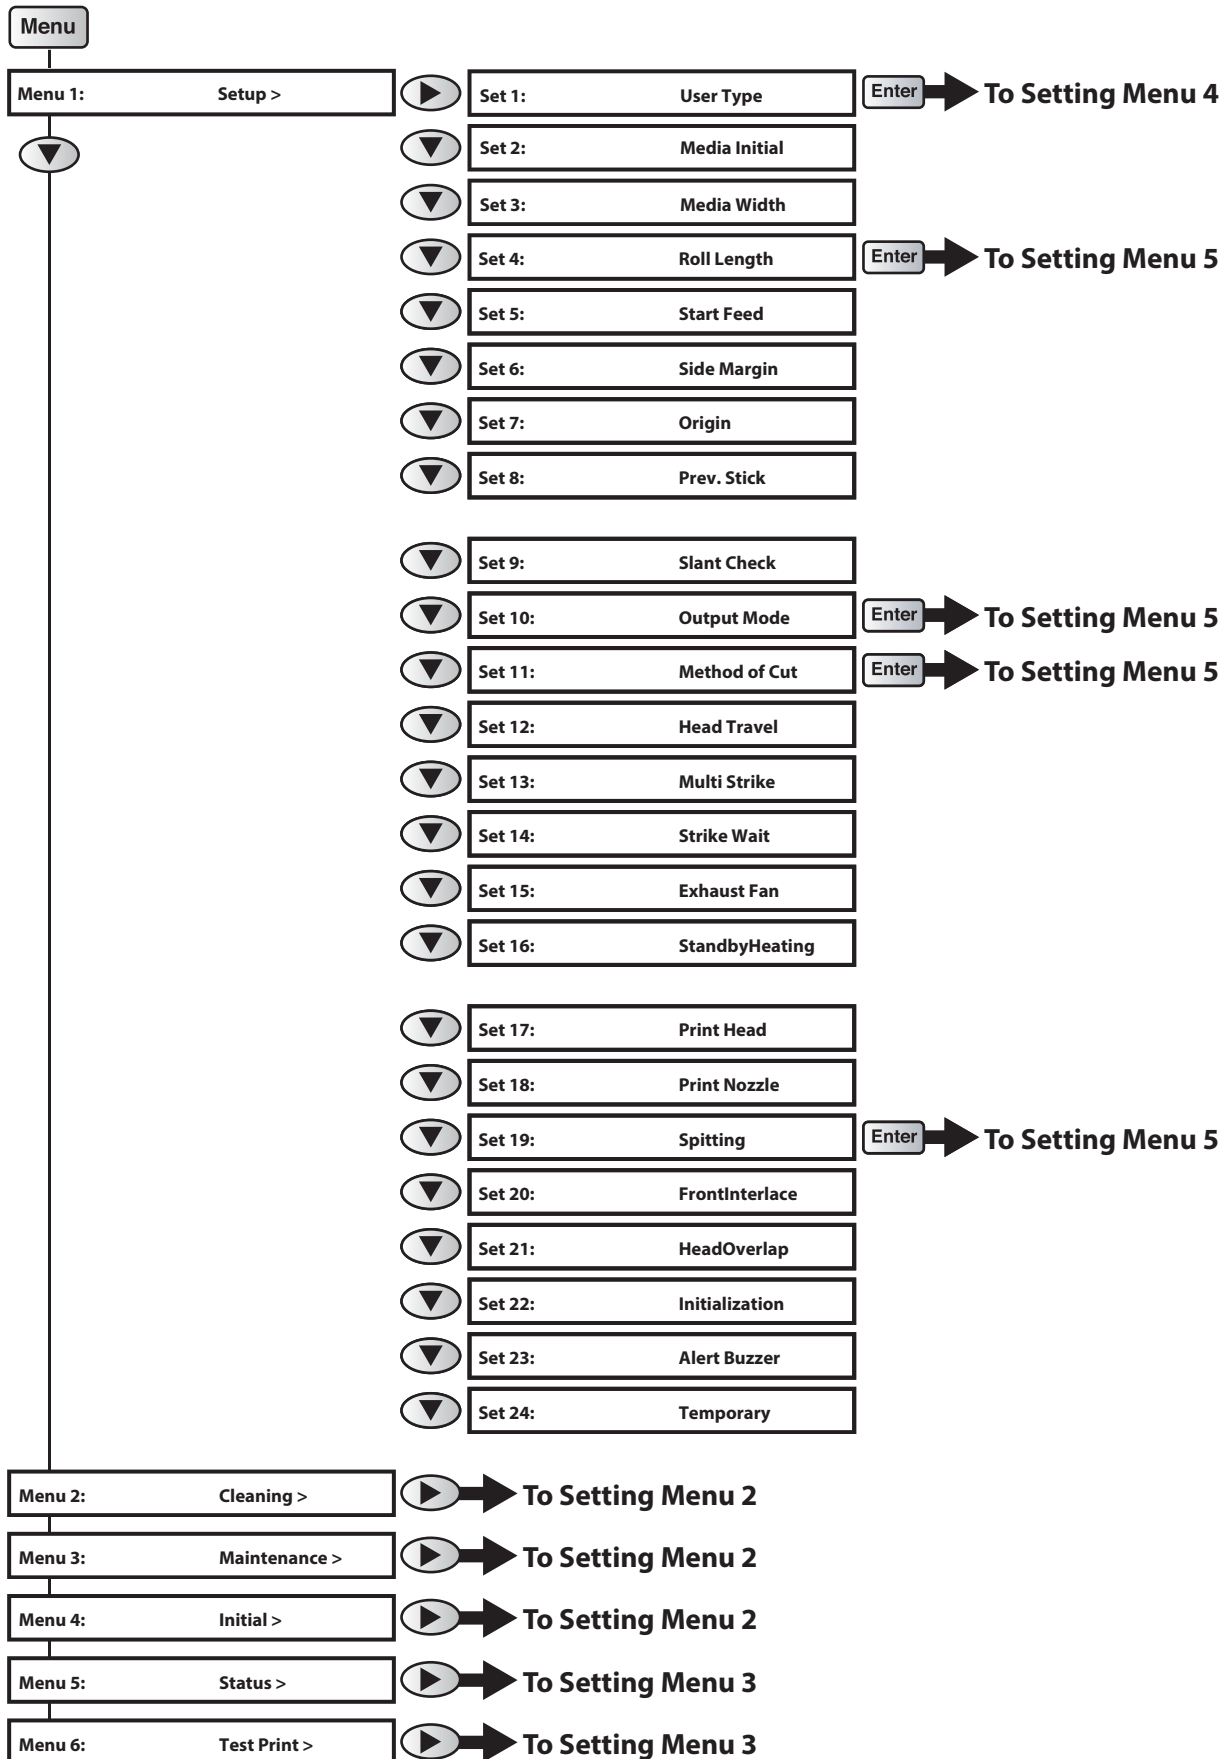 Menu
Menu 1: Setup > Set 1: User Type Enter To Setting Menu 4
Set 2: Media Initial
Set 3: Media Width
Set 4: Roll Length Enter To Setting Menu 5
Set 5: Start Feed
Set 6: Side Margin
Set 7: Origin
Set 8: Prev. Stick
Set 9: Slant Check
Set 10: Output Mode Enter To Setting Menu 5
Set 11: Method of Cut Enter To Setting Menu 5
Set 12: Head Travel
Set 13: Multi Strike
Set 14: Strike Wait
Set 15: Exhaust Fan
Set 16: StandbyHeating
Set 17: Print Head
Set 18: Print Nozzle
Set 19: Spitting Enter To Setting Menu 5
Set 20: FrontInterlace
Set 21: HeadOverlap
Set 22: Initialization
Set 23: Alert Buzzer
Set 24: Temporary
Menu 2: Cleaning > To Setting Menu 2
Menu 3: Maintenance > To Setting Menu 2
Menu 4: Initial > To Setting Menu 2
Menu 5: Status > To Setting Menu 3
Menu 6: Test Print > To Setting Menu 3